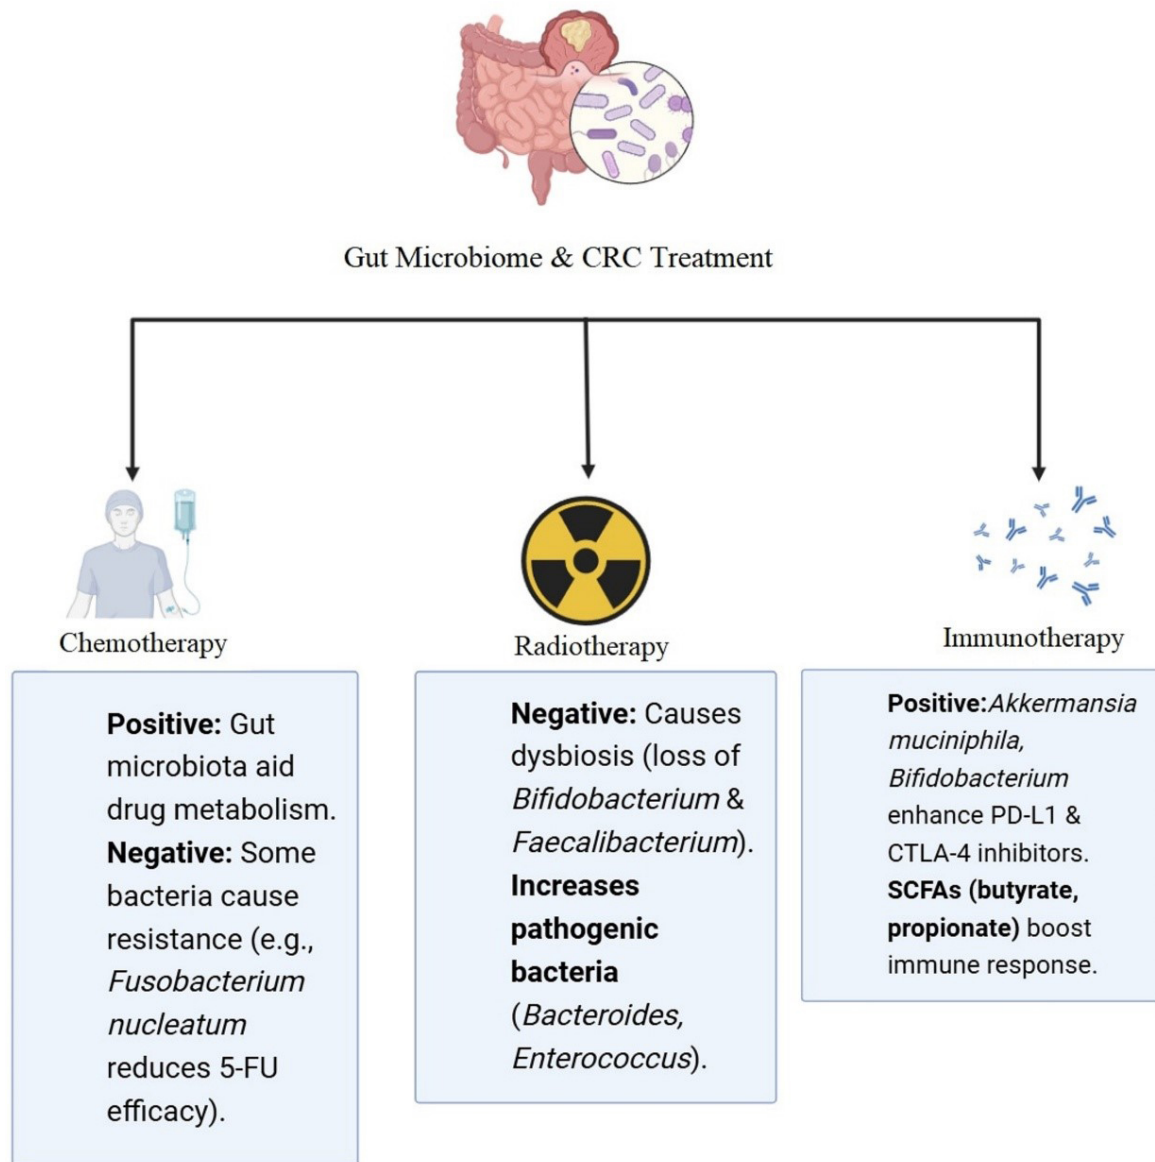 Gut Microbiome & CRC Treatment
Chemotherapy
Positive: Gut
microbiota aid
drug metabolism.
Negative: Some
bacteria cause
resistance (e.g.,
Fusobacterium
nucleatum
reduces 5-FU
efficacy).
Radiotherapy
Negative: Causes
dysbiosis (loss of
Bifidobacterium &
Faecalibacterium).
Increases
pathogenic
bacteria
(Bacteroides,
Enterococcus).
Immunotherapy
Positive:Akkermansia
muciniphila,
Bifidobacterium
enhance PD-L1 &
CTLA-4 inhibitors.
SCFAs (butyrate,
propionate) boost
immune response.